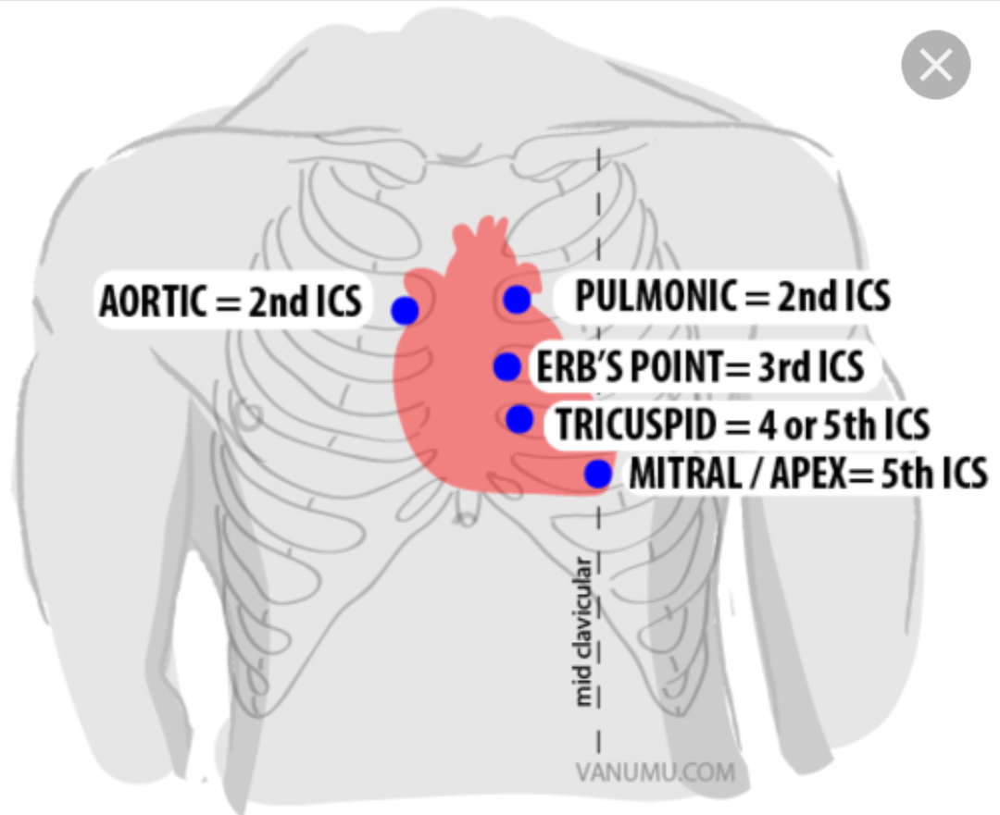 AORTIC = 2nd ICS
PULMONIC = 2nd ICS
ERB'S POINT= 3rd ICS
TRICUSPID = 4 or 5th ICS
MITRAL / APEX= 5th ICS
mid clavicular
VANUMU.COM